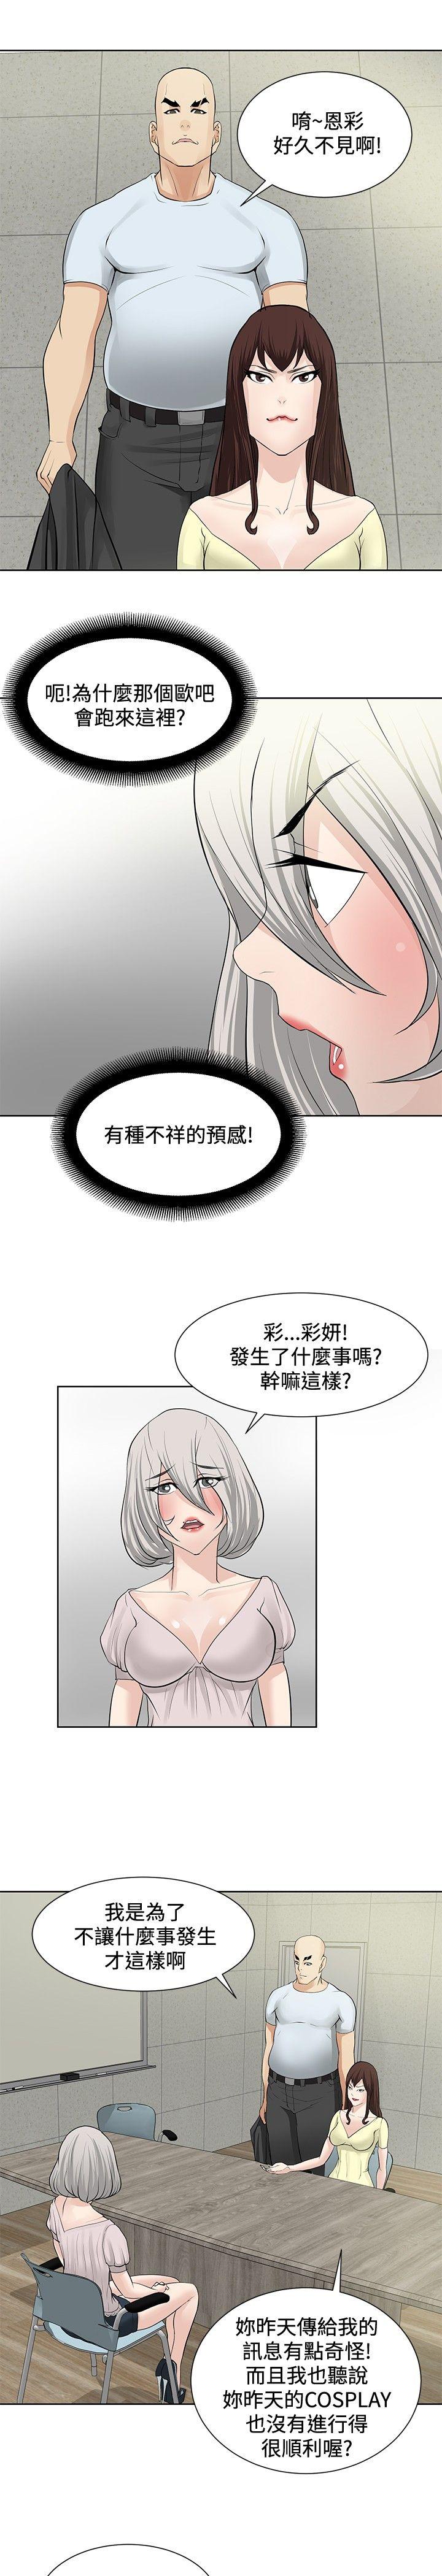 唷~恩彩
好久不見啊!
呃!為什麼那個歐吧
會跑來這裡?
有種不祥的預感!
彩...彩妍!
發生了什麼事嗎?
幹嘛這樣?
我是為了
不讓什麼事發生
才這樣啊
妳昨天傳給我的
訊息有點奇怪!
而且我也聽說
妳昨天的COSPLAY
也沒有進行得
很順利喔?